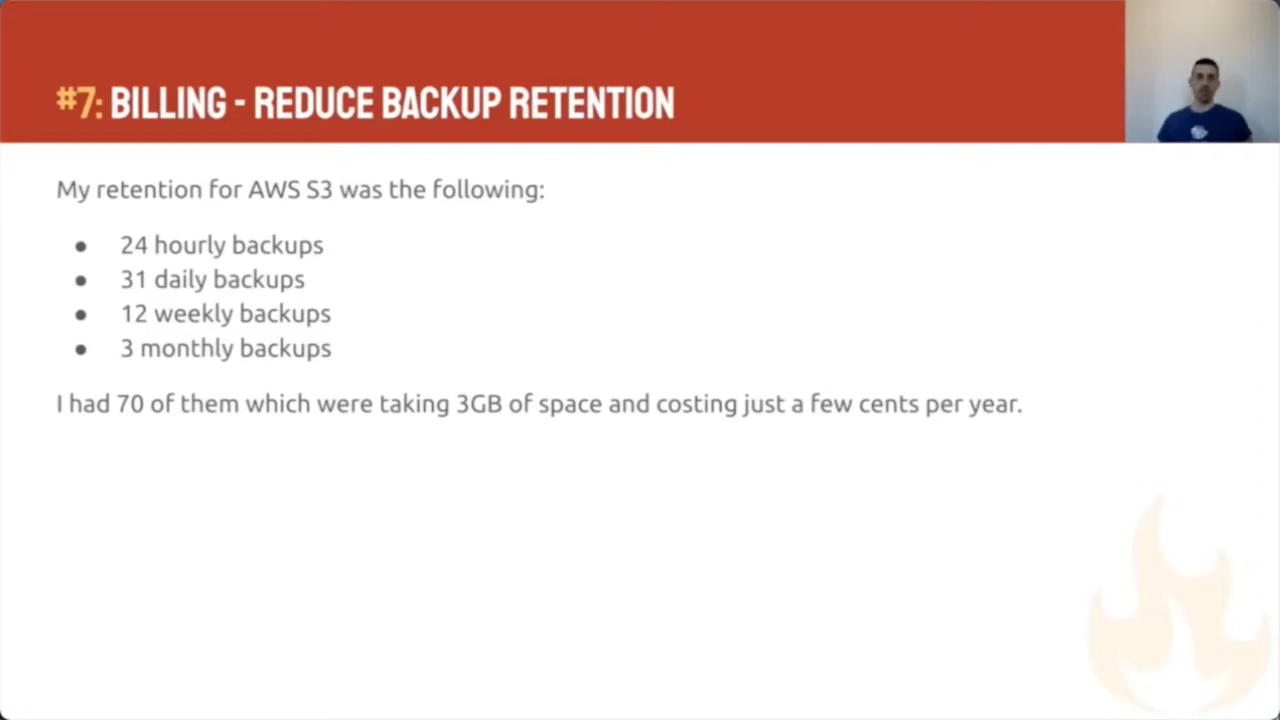 #7: BILLING - REDUCE BACKUP RETENTION
My retention for AWS S3 was the following:
● 24 hourly backups
● 31 daily backups
● 12 weekly backups
● 3 monthly backups
I had 70 of them which were taking 3GB of space and costing just a few cents per year.